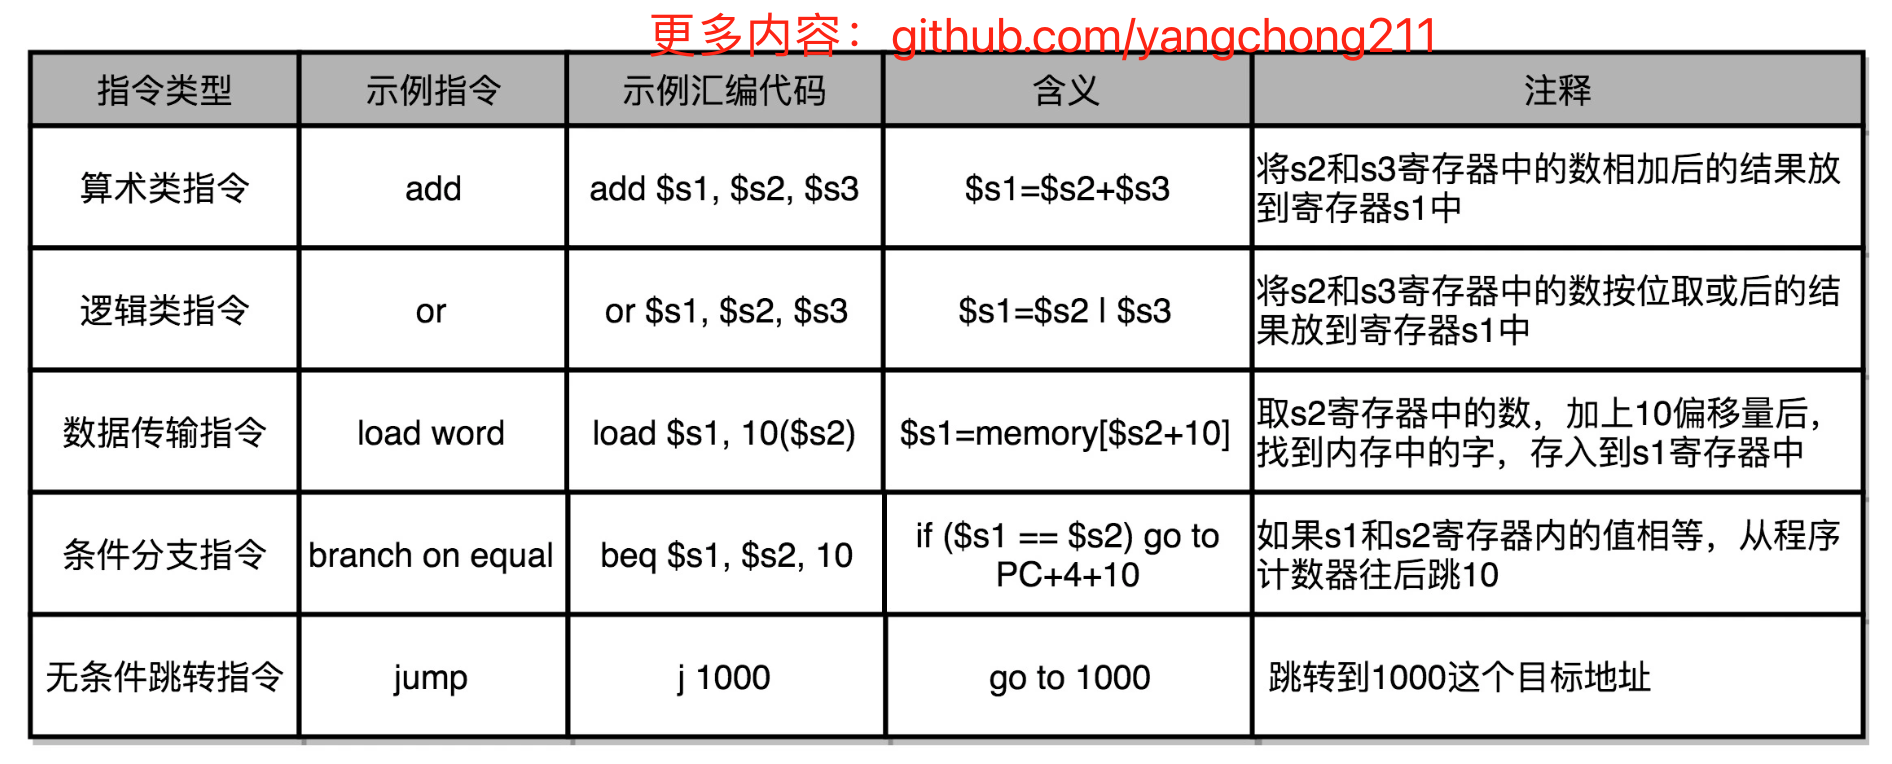 更多内容：github.com/yangchong211
指令类型 示例指令 示例汇编代码 含义 注释
算术类指令 add add $s1, $s2, $s3 $s1=$s2+$s3 将s2和s3寄存器中的数相加后的结果放
到寄存器s1中
逻辑类指令 or or $s1, $s2, $s3 $s1=$s2 | $s3 将s2和s3寄存器中的数按位取或后的结
果放到寄存器s1中
数据传输指令 load word load $s1, 10($s2) $s1=memory[$s2+10] 取s2寄存器中的数，加上10偏移量后，
找到内存中的字，存入到s1寄存器中
条件分支指令 branch on equal beq $s1, $s2, 10 if ($s1 == $s2) go to
PC+4+10
如果s1和s2寄存器内的值相等，从程序
计数器往后跳10
无条件跳转指令 jump j 1000 go to 1000 跳转到1000这个目标地址